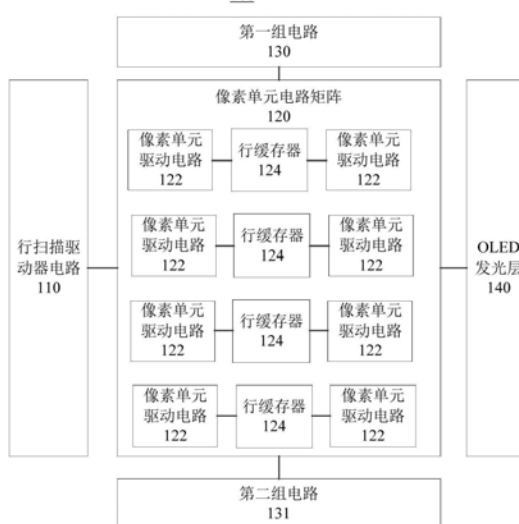 第一组电路
130
像素单元电路矩阵
120
像素单元
驱动电路
122
行缓存器
124
像素单元
驱动电路
122
像素单元
驱动电路
122
行缓存器
124
像素单元
驱动电路
122
像素单元
驱动电路
122
行缓存器
124
像素单元
驱动电路
122
像素单元
驱动电路
122
行缓存器
124
像素单元
驱动电路
122
行扫描驱
动器电路
110
OLED
发光层
140
第二组电路
131